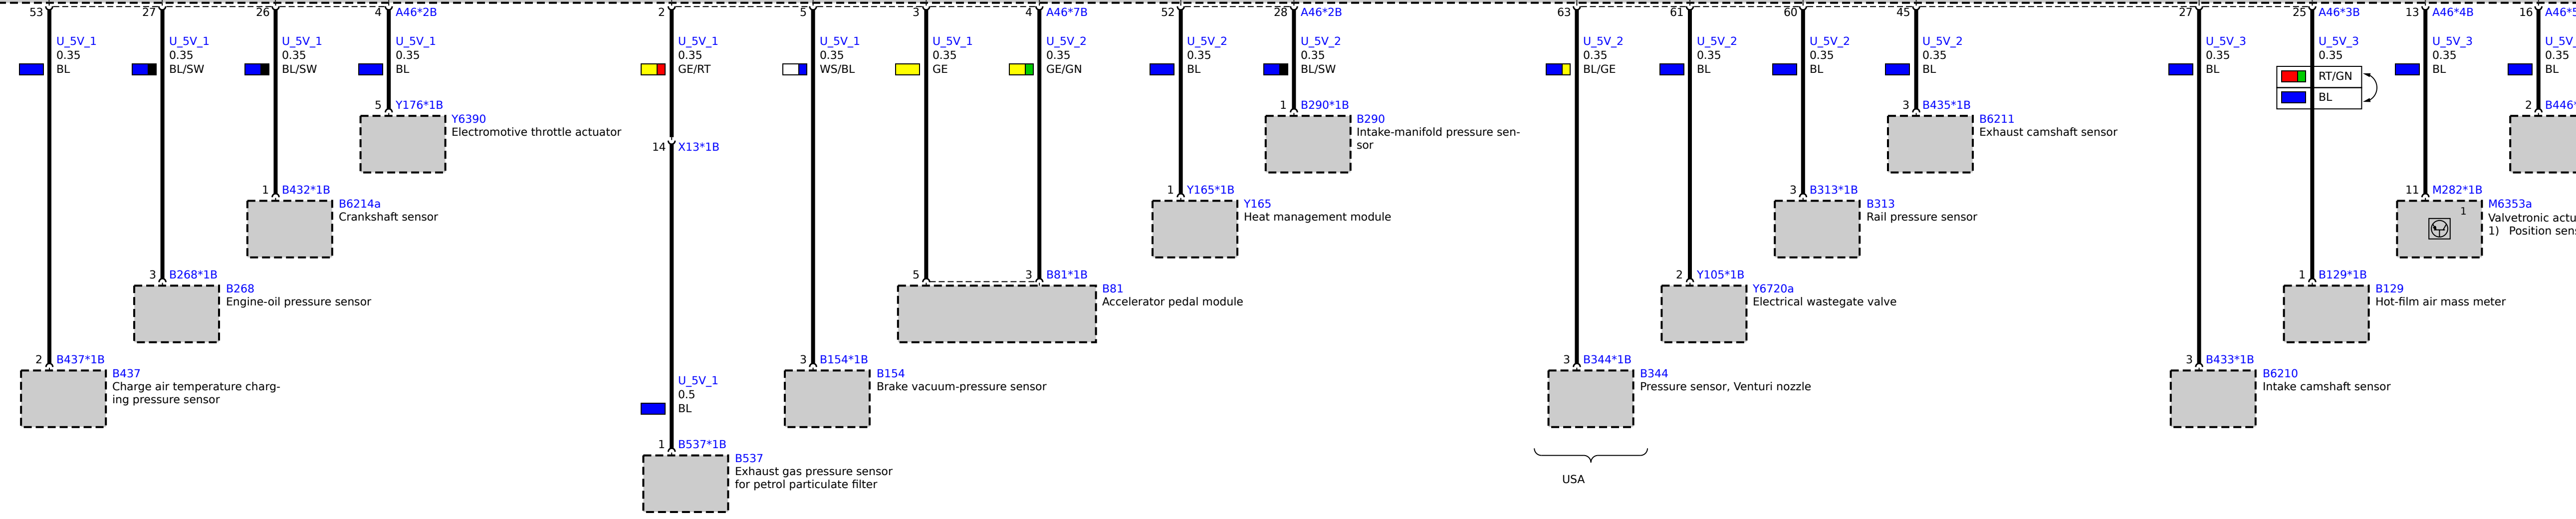 53 27 26 4 A46*2B 2 5 3 4 A46*7B 52 28 A46*2B 63 61 60 45 27 25 A46*3B 13 A46*4B 16
U_5V_1 U_5V_1 U_5V_1 U_5V_1 U_5V_1 U_5V_1 U_5V_1 U_5V_2 U_5V_2 U_5V_2 U_5V_2 U_5V_2 U_5V_2 U_5V_2 U_5V_3 U_5V_3 U_5V_3
0.35 0.35 0.35 0.35 0.35 0.35 0.35 0.35 0.35 0.35 0.35 0.35 0.35 0.35 0.35 0.35 0.35 0.35
BL BL/SW BL/SW BL GE/RT WS/BL GE GE/GN BL BL/SW BL/GE BL BL BL BL BL BL
RT/GN
BL
5 Y176*1B 1 B290*1B 3 B435*1B 2
Y6390 B290 B6211
Electromotive throttle actuator Intake-manifold pressure sen- Exhaust camshaft sensor
sor
14 X13*1B
1 B432*1B 1 Y165*1B 3 B313*1B 11 M282*1B
B6214a Y165 B313 1 M6353a
Crankshaft sensor Heat management module Rail pressure sensor Valvetronic
1) Position
3 B268*1B 5 3 B81*1B 2 Y105*1B 1 B129*1B
B268 B81 Y6720a B129
Engine-oil pressure sensor Accelerator pedal module Electrical wastegate valve Hot-film air mass meter
2 B437*1B 3 B154*1B 3 B344*1B 3 B433*1B
B437 B154 B344 B6210
Charge air temperature charg- Brake vacuum-pressure sensor Pressure sensor, Venturi nozzle Intake camshaft sensor
ing pressure sensor
U_5V_1
0.5
BL
1 B537*1B
B537
Exhaust gas pressure sensor
for petrol particulate filter
USA